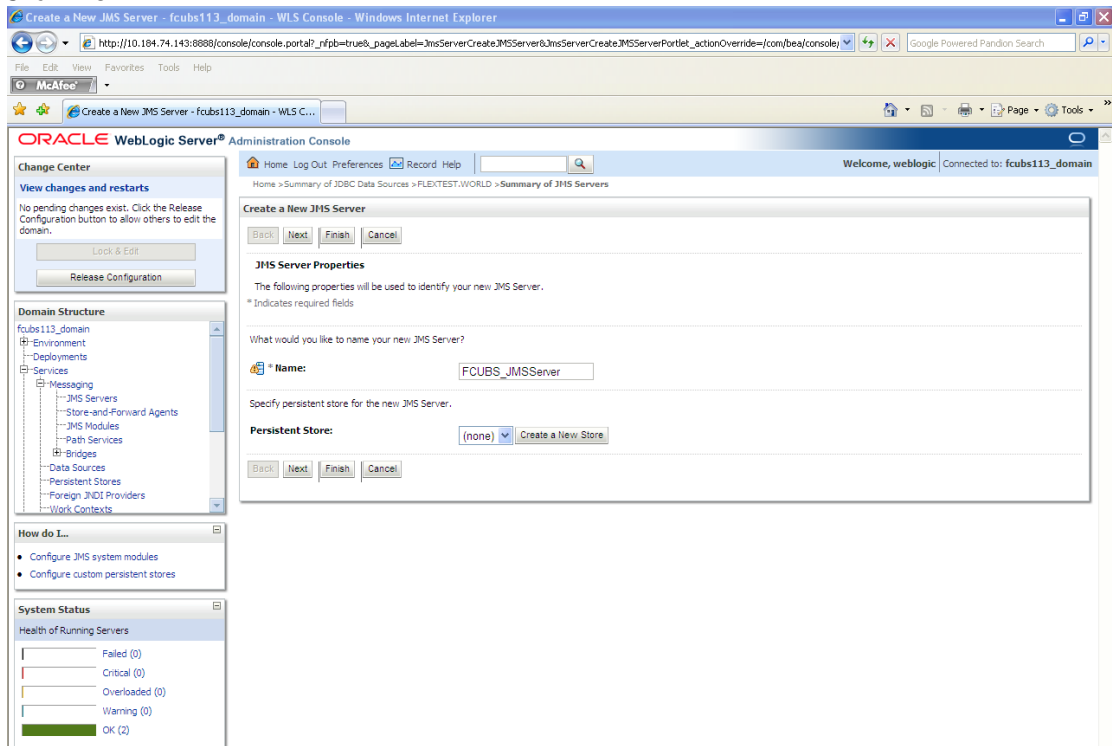 Create a New JMS Server - fcubs113_domain - WLS Console - Windows Internet Explorer
http://10.184.74.143:8888/console/console.portal?_nfpb=true&_pageLabel=JmsServerCreateJMSServer&JmsServerCreateJMSServerPortlet_actionOverride=/com/bea/console/
Google Powered Pandion Search
File Edit View Favorites Tools Help
McAfee
Create a New JMS Server - fcubs113_domain - WLS C...
Page Tools »
ORACLE WebLogic Server® Administration Console
Change Center
View changes and restarts
No pending changes exist. Click the Release
Configuration button to allow others to edit the
domain.
Lock & Edit
Release Configuration
Domain Structure
fcubs113_domain
Environment
Deployments
Services
Messaging
JMS Servers
Store-and-Forward Agents
JMS Modules
Path Services
Bridges
Data Sources
Persistent Stores
Foreign JNDI Providers
Work Contexts
How do I...
Configure JMS system modules
Configure custom persistent stores
System Status
Health of Running Servers
Failed (0)
Critical (0)
Overloaded (0)
Warning (0)
OK (2)
Home Log Out Preferences Record Help
Welcome, weblogic Connected to: fcubs113_domain
Home >Summary of JDBC Data Sources >FLEXTEST.WORLD >Summary of JMS Servers
Create a New JMS Server
Back Next Finish Cancel
JMS Server Properties
The following properties will be used to identify your new JMS Server.
* Indicates required fields
What would you like to name your new JMS Server?
* Name: FCUBS_JMSServer
Specify persistent store for the new JMS Server.
Persistent Store: (none) Create a New Store
Back Next Finish Cancel